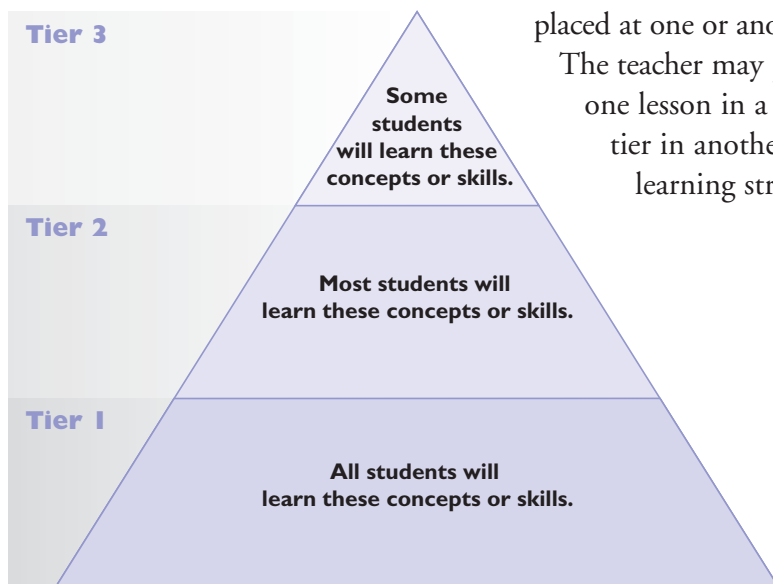 placed at one or
The teacher may
one lesson in a
tier in
learning
Tier 3
Some
students
will learn these
concepts or skills.
Tier 2
Most students will
learn these concepts or skills.
Tier 1
All students will
learn these concepts or skills.